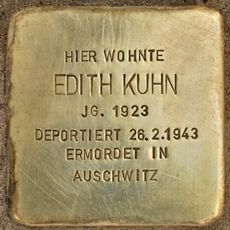 HIER WOHNTE
EDITH KUHN
JG. 1923
DEPORTIERT 26.2.1943
ERMORDET IN
AUSCHWITZ